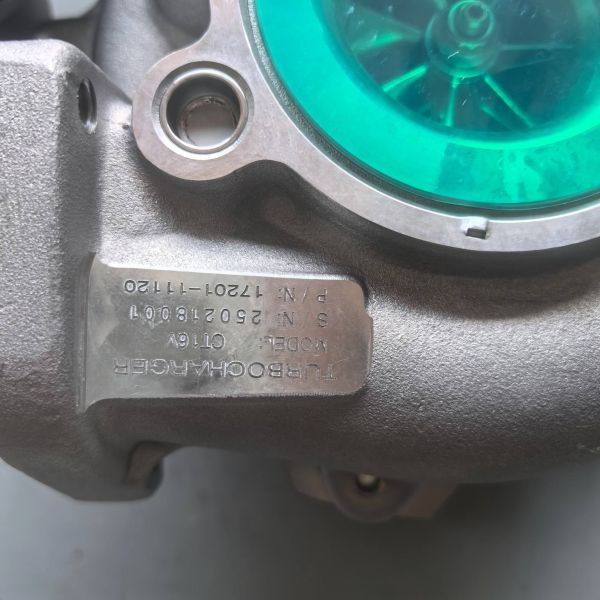 TURBOCHARGER
MODEL: CT16V
S/N: 250218001
P/N: 17201-11120